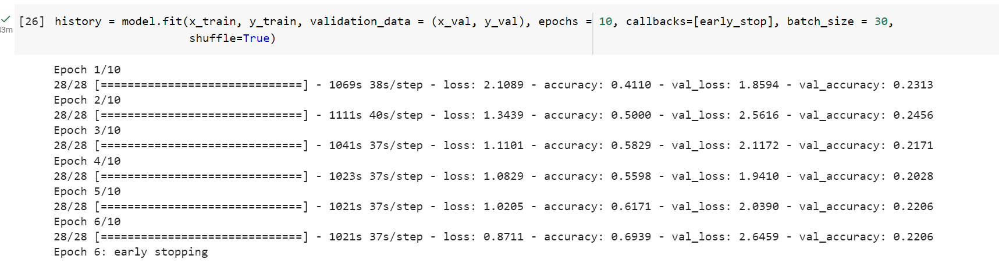 [26] history = model.fit(x_train, y_train, validation_data = (x_val, y_val), epochs = 10, callbacks=[early_stop], batch_size = 30,
shuffle=True)
43m
Epoch 1/10
28/28 [==============================] - 1069s 38s/step - loss: 2.1089 - accuracy: 0.4110 - val_loss: 1.8594 - val_accuracy: 0.2313
Epoch 2/10
28/28 [==============================] - 1111s 40s/step - loss: 1.3439 - accuracy: 0.5000 - val_loss: 2.5616 - val_accuracy: 0.2456
Epoch 3/10
28/28 [==============================] - 1041s 37s/step - loss: 1.1101 - accuracy: 0.5829 - val_loss: 2.1172 - val_accuracy: 0.2171
Epoch 4/10
28/28 [==============================] - 1023s 37s/step - loss: 1.0829 - accuracy: 0.5598 - val_loss: 1.9410 - val_accuracy: 0.2028
Epoch 5/10
28/28 [==============================] - 1021s 37s/step - loss: 1.0205 - accuracy: 0.6171 - val_loss: 2.0390 - val_accuracy: 0.2206
Epoch 6/10
28/28 [==============================] - 1021s 37s/step - loss: 0.8711 - accuracy: 0.6939 - val_loss: 2.6459 - val_accuracy: 0.2206
Epoch 6: early stopping